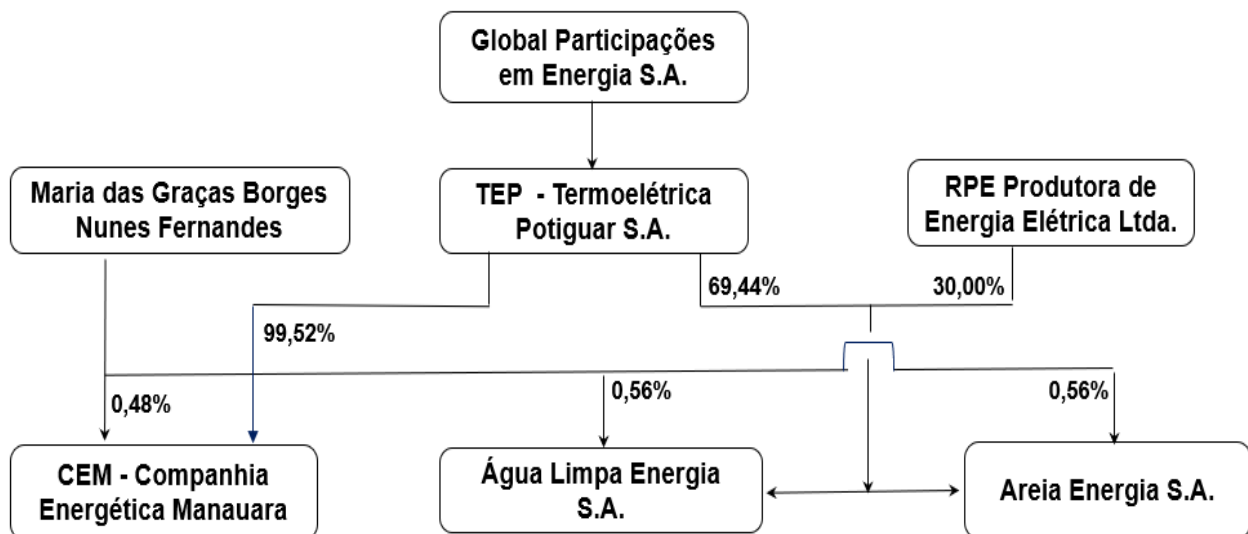 Global Participações
em Energia S.A.
Maria das Graças Borges
Nunes Fernandes
TEP - Termoelétrica
Potiguar S.A.
RPE Produtora de
Energia Elétrica Ltda.
69,44%
30,00%
99,52%
0,48%
0,56%
0,56%
CEM - Companhia
Energética Manauara
Água Limpa Energia
S.A.
Areia Energia S.A.